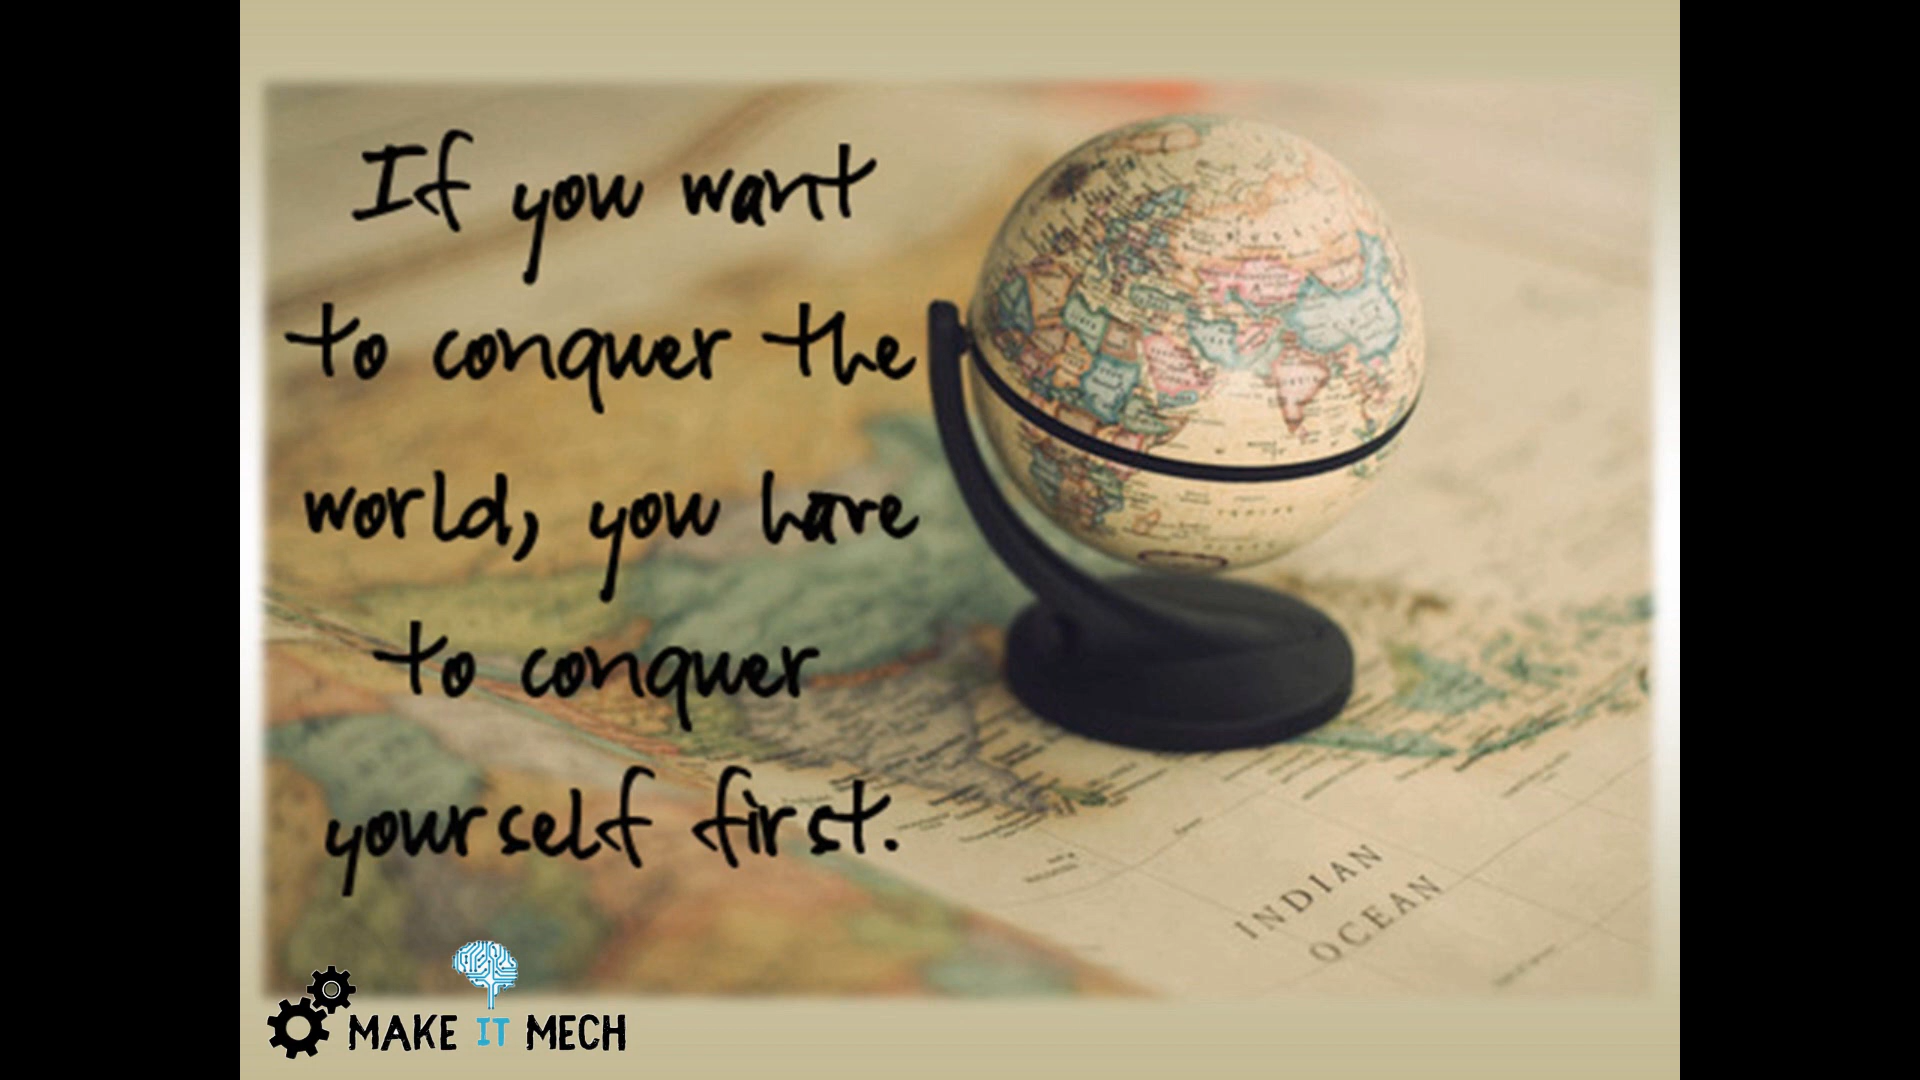 If you want
to conquer the
world, you have
to conquer
yourself first.
INDIAN
OCEAN
MAKE IT MECH